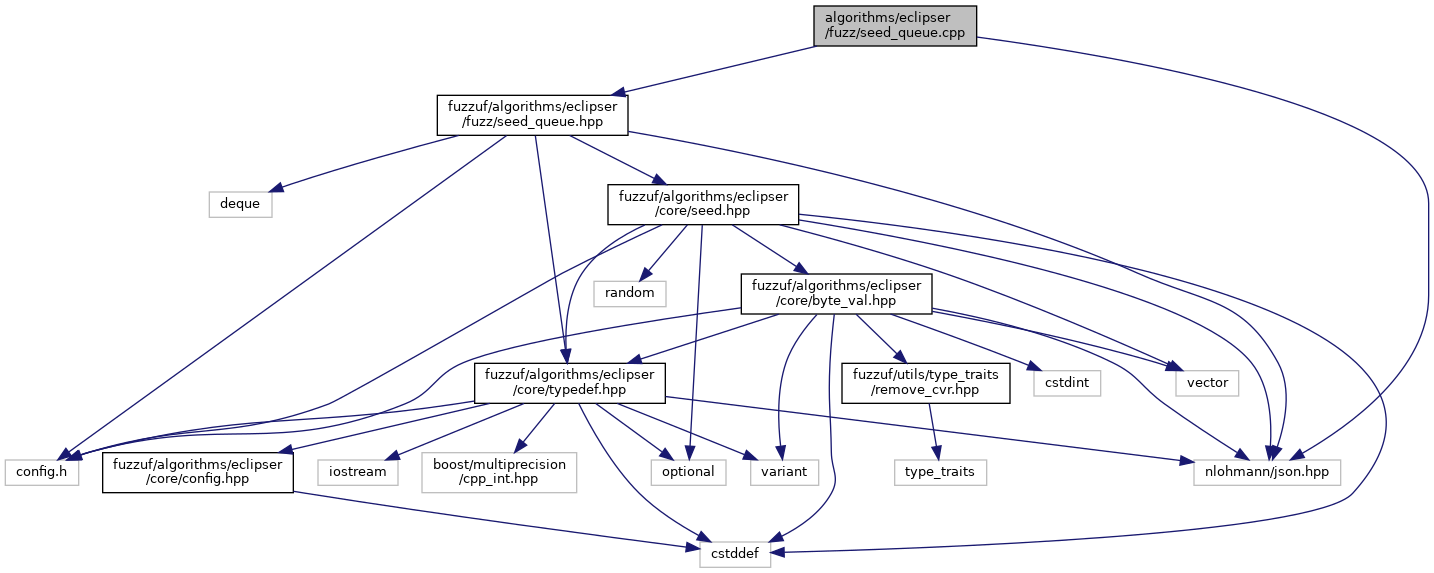 algorithms/eclipser
/fuzz/seed_queue.cpp
fuzzuf/algorithms/eclipser
/fuzz/seed_queue.hpp
deque
fuzzuf/algorithms/eclipser
/core/seed.hpp
random
fuzzuf/algorithms/eclipser
/core/byte_val.hpp
fuzzuf/algorithms/eclipser
/core/typedef.hpp
fuzzuf/utils/type_traits
/remove_cvr.hpp
cstdint
vector
config.h
fuzzuf/algorithms/eclipser
/core/config.hpp
iostream
boost/multiprecision
/cpp_int.hpp
optional
variant
type_traits
nlohmann/json.hpp
cstddef